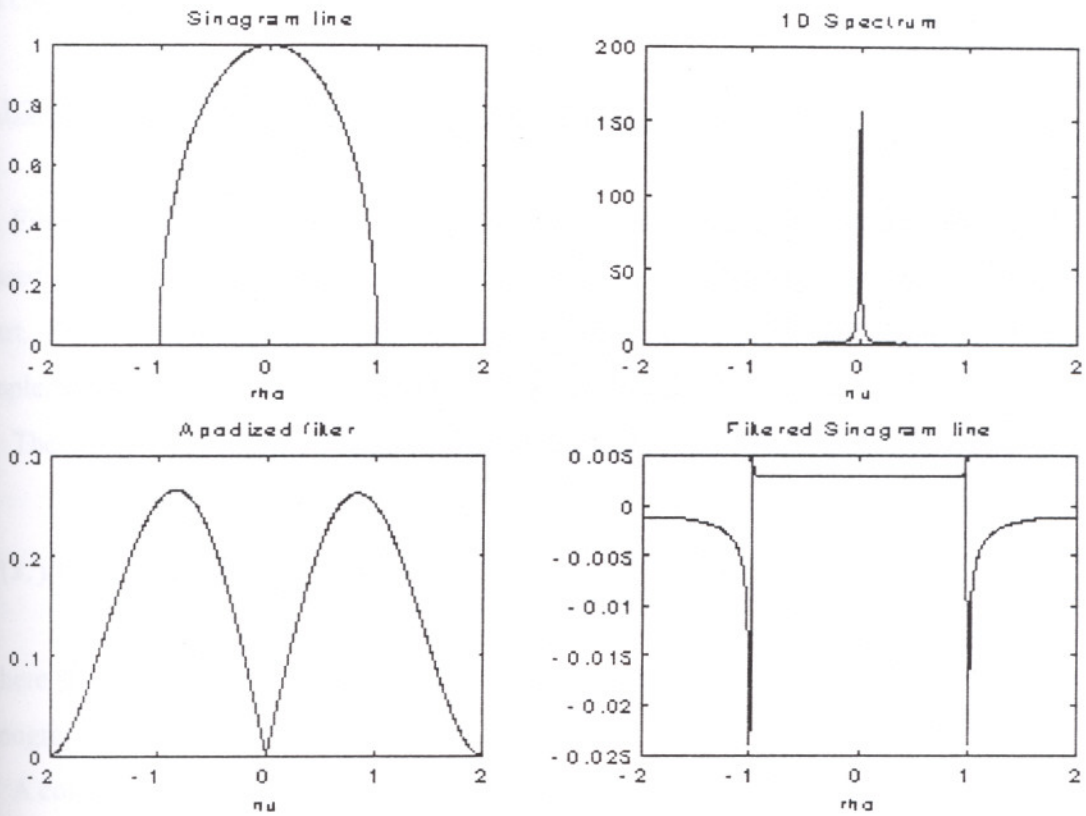 Sinagram line
1
0.8
0.6
0.4
0.2
0
-2 -1 0 1 2
rha
1D Spectrum
200
150
100
50
0
-2 -1 0 1 2
nu
Apadized filter
0.3
0.2
0.1
0
-2 -1 0 1 2
nu
Filtered Sinagram line
0.005
0
-0.005
-0.01
-0.015
-0.02
-0.025
-2 -1 0 1 2
rha